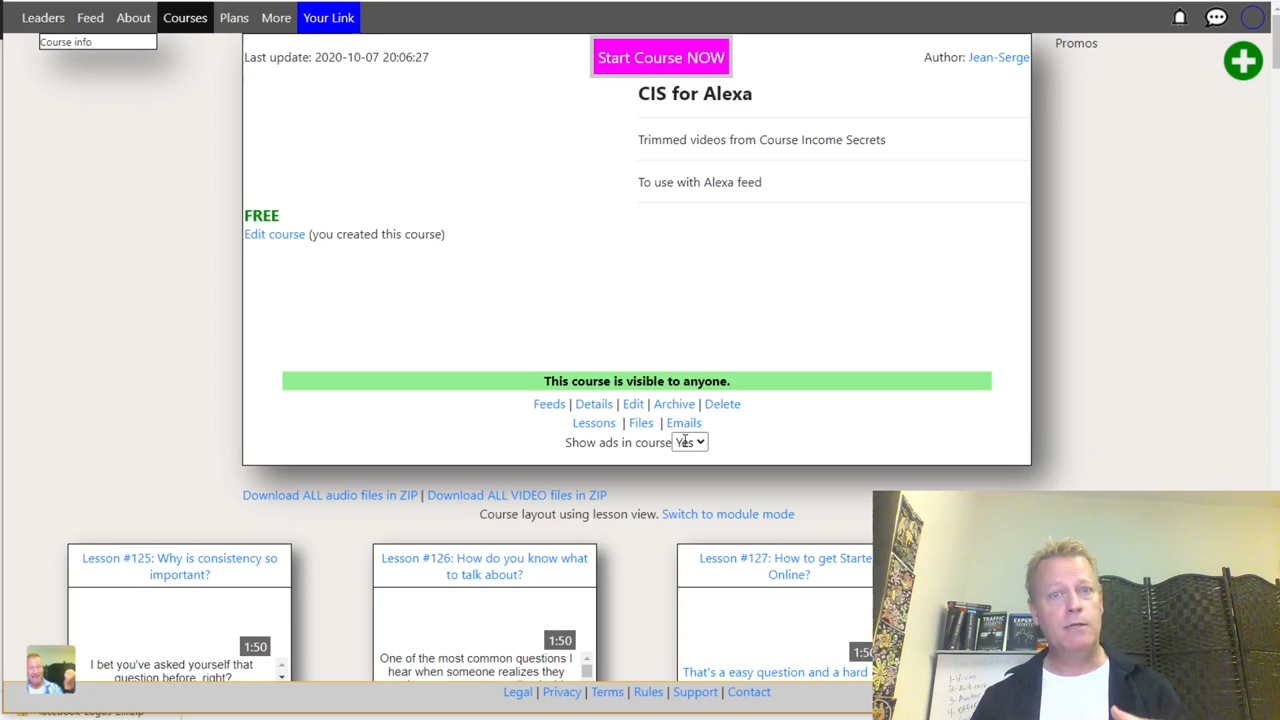 Leaders Feed About Courses Plans More Your Link
Course info
Promos
Last update: 2020-10-07 20:06:27
Start Course NOW
Author: Jean-Serge
CIS for Alexa
Trimmed videos from Course Income Secrets
To use with Alexa feed
FREE
Edit course (you created this course)
This course is visible to anyone.
Feeds | Details | Edit | Archive | Delete
Lessons | Files | Emails
Show ads in course Yes
Download ALL audio files in ZIP | Download ALL VIDEO files in ZIP
Course layout using lesson view. Switch to module mode
Lesson #125: Why is consistency so
important?
1:50
I bet you've asked yourself that
question before, right?
Lesson #126: How do you know what
to talk about?
1:50
One of the most common questions I
hear when someone realizes they
Lesson #127: How to get Starte
Online?
1:50
That's a easy question and a hard
TRAFFIC
SECRETS
EXPERT
SECRETS
Legal | Privacy | Terms | Rules | Support | Contact